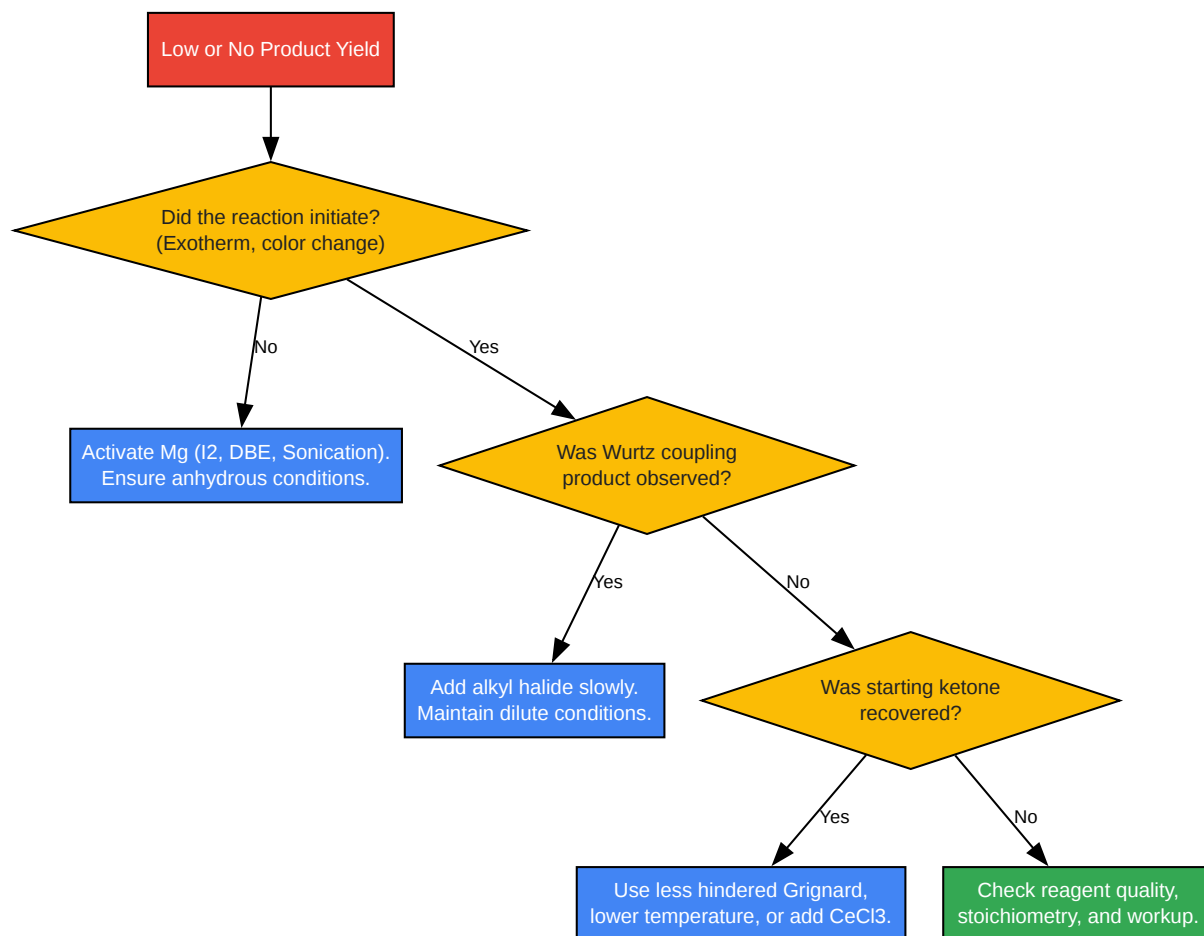 Low or No Product Yield
Did the reaction initiate?
(Exotherm, color change)
No
Yes
Activate Mg (I2, DBE, Sonication).
Ensure anhydrous conditions.
Was Wurtz coupling
product observed?
Yes
No
Add alkyl halide slowly.
Maintain dilute conditions.
Was starting ketone
recovered?
Yes
No
Use less hindered Grignard,
lower temperature, or add CeCl3.
Check reagent quality,
stoichiometry, and workup.